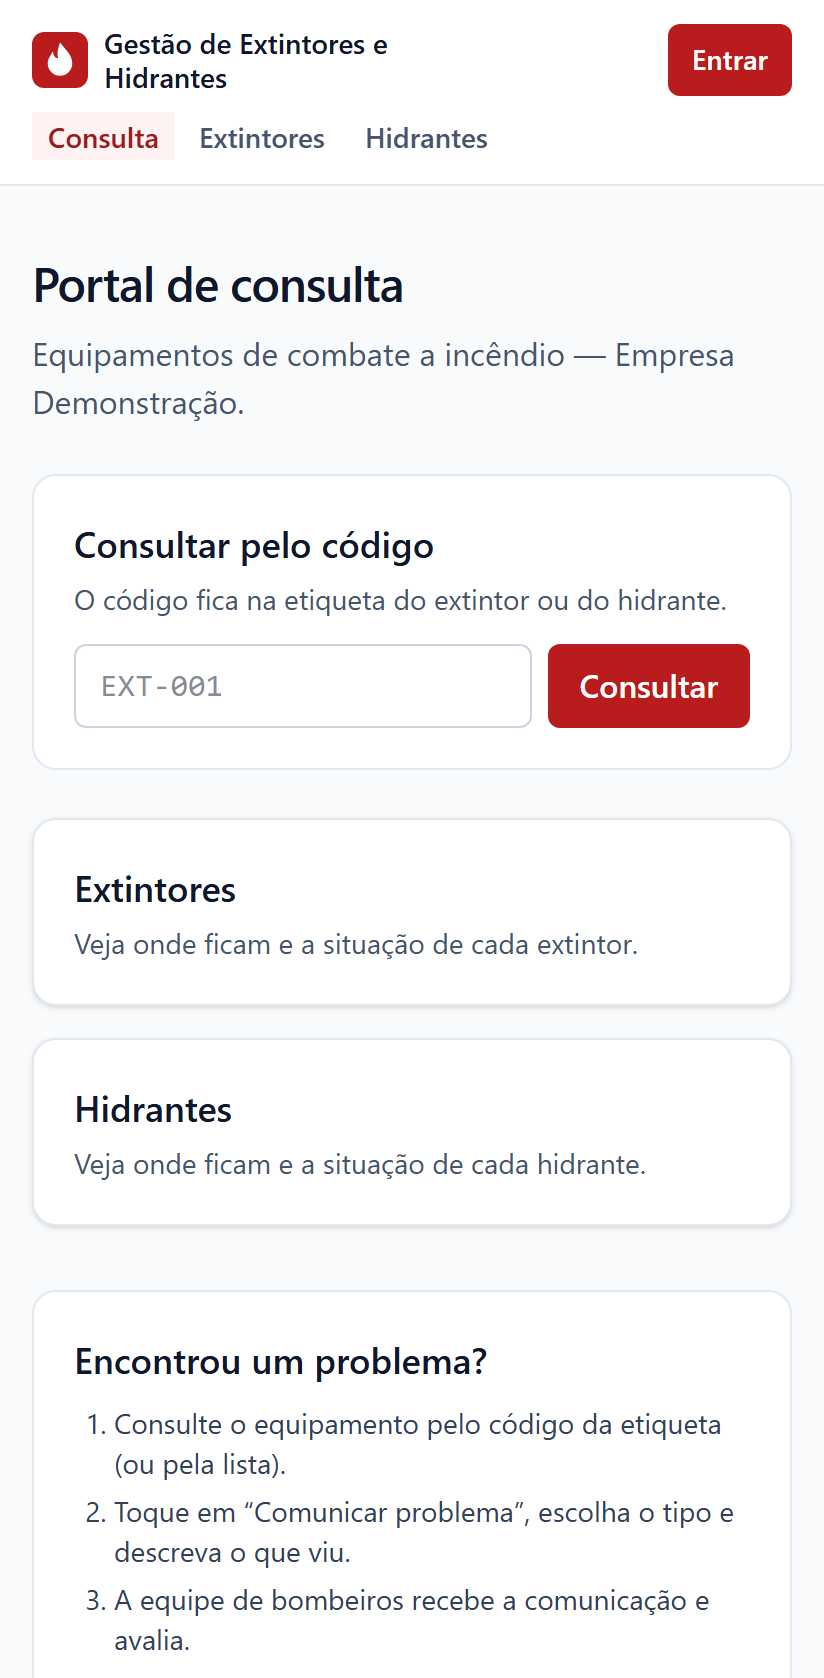 Gestão de Extintores e
Hidrantes
Entrar
Consulta
Extintores
Hidrantes
Portal de consulta
Equipamentos de combate a incêndio — Empresa
Demonstração.
Consultar pelo código
O código fica na etiqueta do extintor ou do hidrante.
EXT-001
Consultar
Extintores
Veja onde ficam e a situação de cada extintor.
Hidrantes
Veja onde ficam e a situação de cada hidrante.
Encontrou um problema?
1. Consulte o equipamento pelo código da etiqueta
(ou pela lista).
2. Toque em “Comunicar problema”, escolha o tipo e
descreva o que viu.
3. A equipe de bombeiros recebe a comunicação e
avalia.